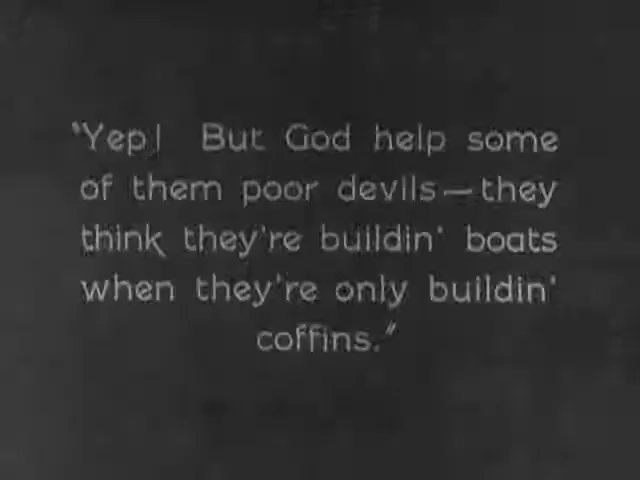 "Yep! But God help some
of them poor devils—they
think they're buildin' boats
when they're only buildin'
coffins."